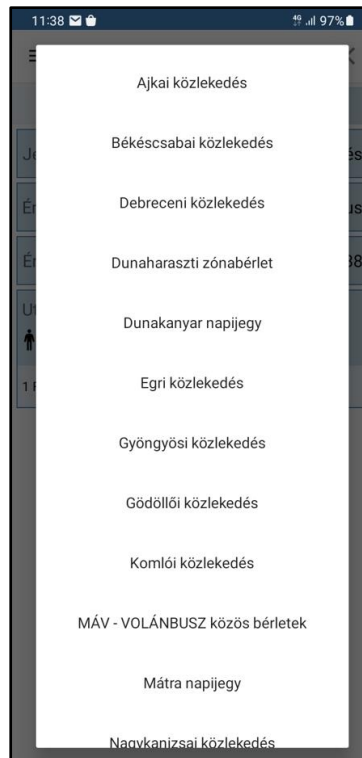 11:38 97%
Ajkai közlekedés
Békéscsabai közlekedés
Debreceni közlekedés
Dunaharaszti zónabérlet
Dunakanyar napijegy
Egri közlekedés
Gyöngyösi közlekedés
Gödöllői közlekedés
Komlói közlekedés
MÁV - VOLÁNBUSZ közös bérletek
Mátra napijegy
Nagykanizsai közlekedés